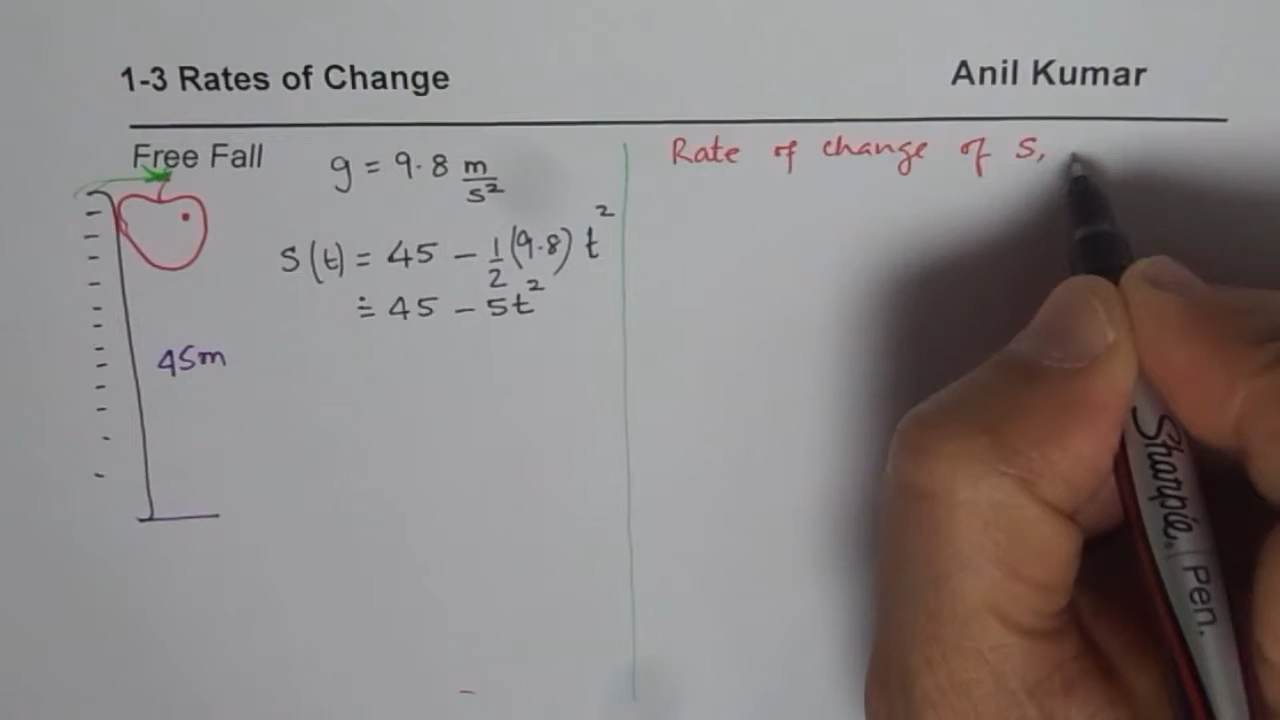 1-3 Rates of Change
Anil Kumar
Free Fall
g = 9.8 m/s²
S(t) = 45 - 1/2(9.8)t²
≐ 45 - 5t²
45m
Rate of change of S,
Sharpie. | Pen.